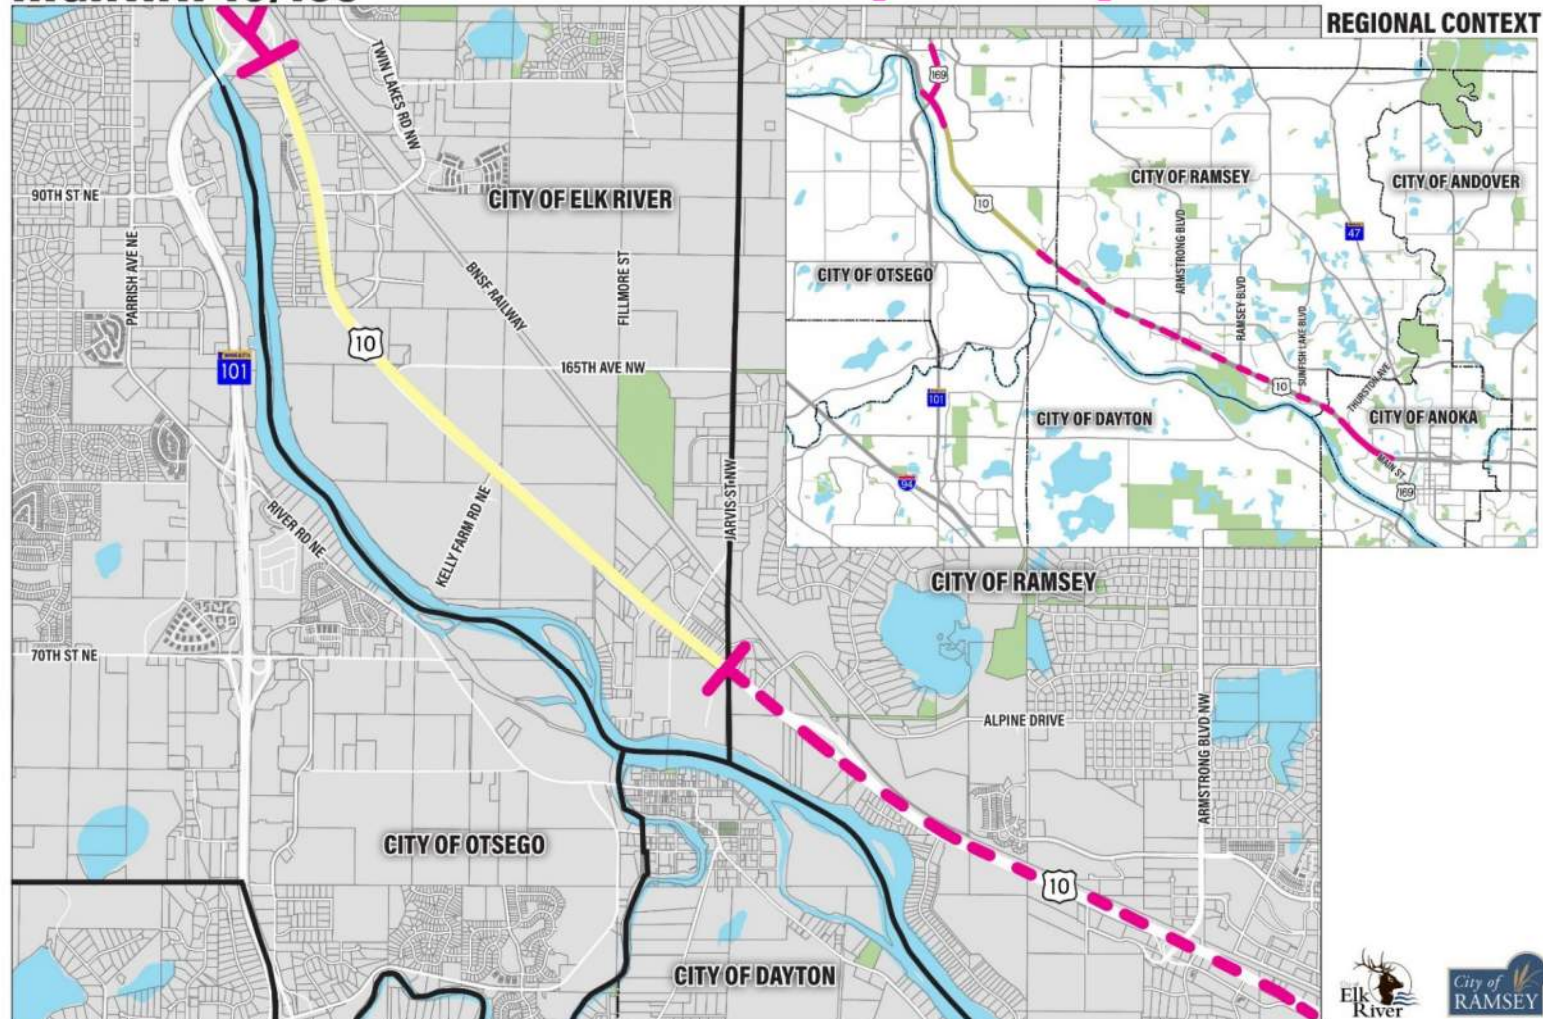 REGIONAL CONTEXT
TWIN LAKES RD NW
169
CITY OF RAMSEY
CITY OF ANDOVER
90TH ST NE
CITY OF ELK RIVER
10
ARMSTRONG BLVD
47
PARRISH AVE NE
BNSF RAILWAY
FILLMORE ST
CITY OF OTSEGO
RAMSEY BLVD
SUNFISH LAKE BLVD
10
101
165TH AVE NW
THURSTON AVE
10
101
CITY OF DAYTON
CITY OF ANOKA
MAIN ST.
94
169
RIVER RD NE
KELLY FARM RD NE
JARVIS ST NW
CITY OF RAMSEY
70TH ST NE
ALPINE DRIVE
ARMSTRONG BLVD NW
CITY OF OTSEGO
10
CITY OF DAYTON
Elk
River
City of
RAMSEY